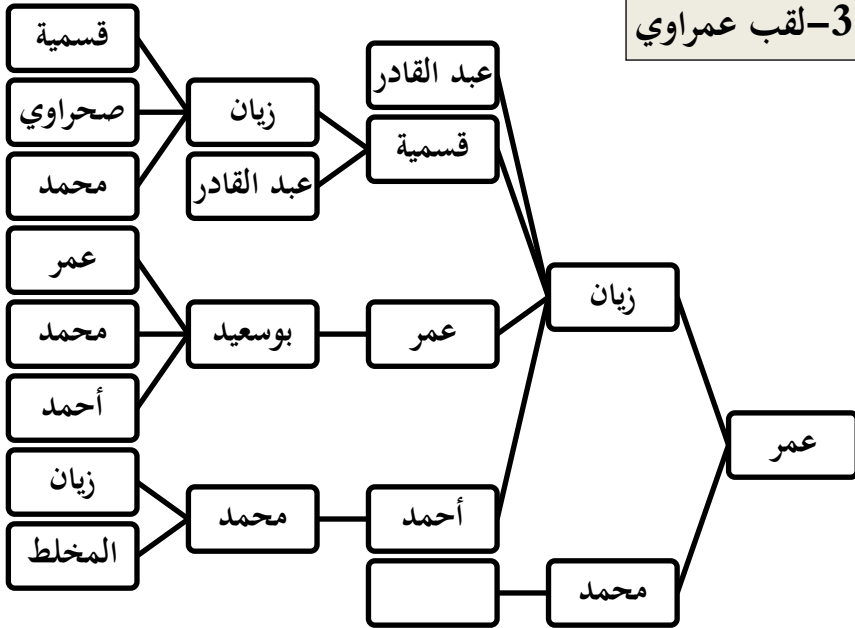 3-لقب عمراوي
عمر
زيان
محمد
عبد القادر
قسمية
عمر
أحمد
زيان
عبد القادر
بوسعيد
محمد
قسمية
صحراوي
محمد
عمر
محمد
أحمد
زيان
المخلط